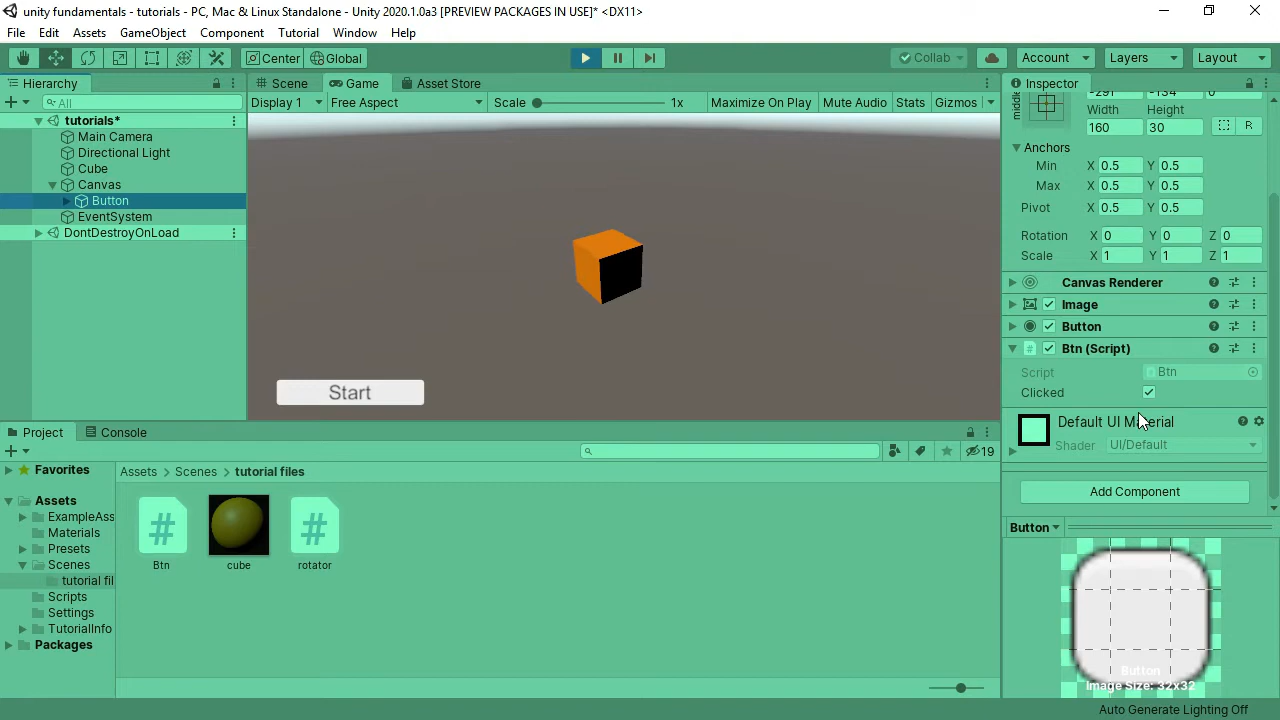 unity fundamentals - tutorials - PC, Mac & Linux Standalone - Unity 2020.1.0a3 [PREVIEW PACKAGES IN USE]* <DX11>
File Edit Assets GameObject Component Tutorial Window Help
Center Global Collab Account Layers Layout
Hierarchy
All
tutorials*
Main Camera
Directional Light
Cube
Canvas
Button
EventSystem
DontDestroyOnLoad
Scene Game Asset Store
Display 1 Free Aspect Scale 1x Maximize On Play Mute Audio Stats Gizmos
Start
Inspector
middle
-291 -134 0
Width Height
160 30
R
Anchors
Min X 0.5 Y 0.5
Max X 0.5 Y 0.5
Pivot X 0.5 Y 0.5
Rotation X 0 Y 0 Z 0
Scale X 1 Y 1 Z 1
Canvas Renderer
Image
Button
# Btn (Script)
Script Btn
Clicked
Default UI Material
Shader UI/Default
Add Component
Button
Button
Image Size: 32x32
Project Console
19
Favorites
Assets
ExampleAss
Materials
Presets
Scenes
tutorial fil
Scripts
Settings
TutorialInfo
Packages
Assets Scenes tutorial files
# #
Btn cube rotator
Auto Generate Lighting Off